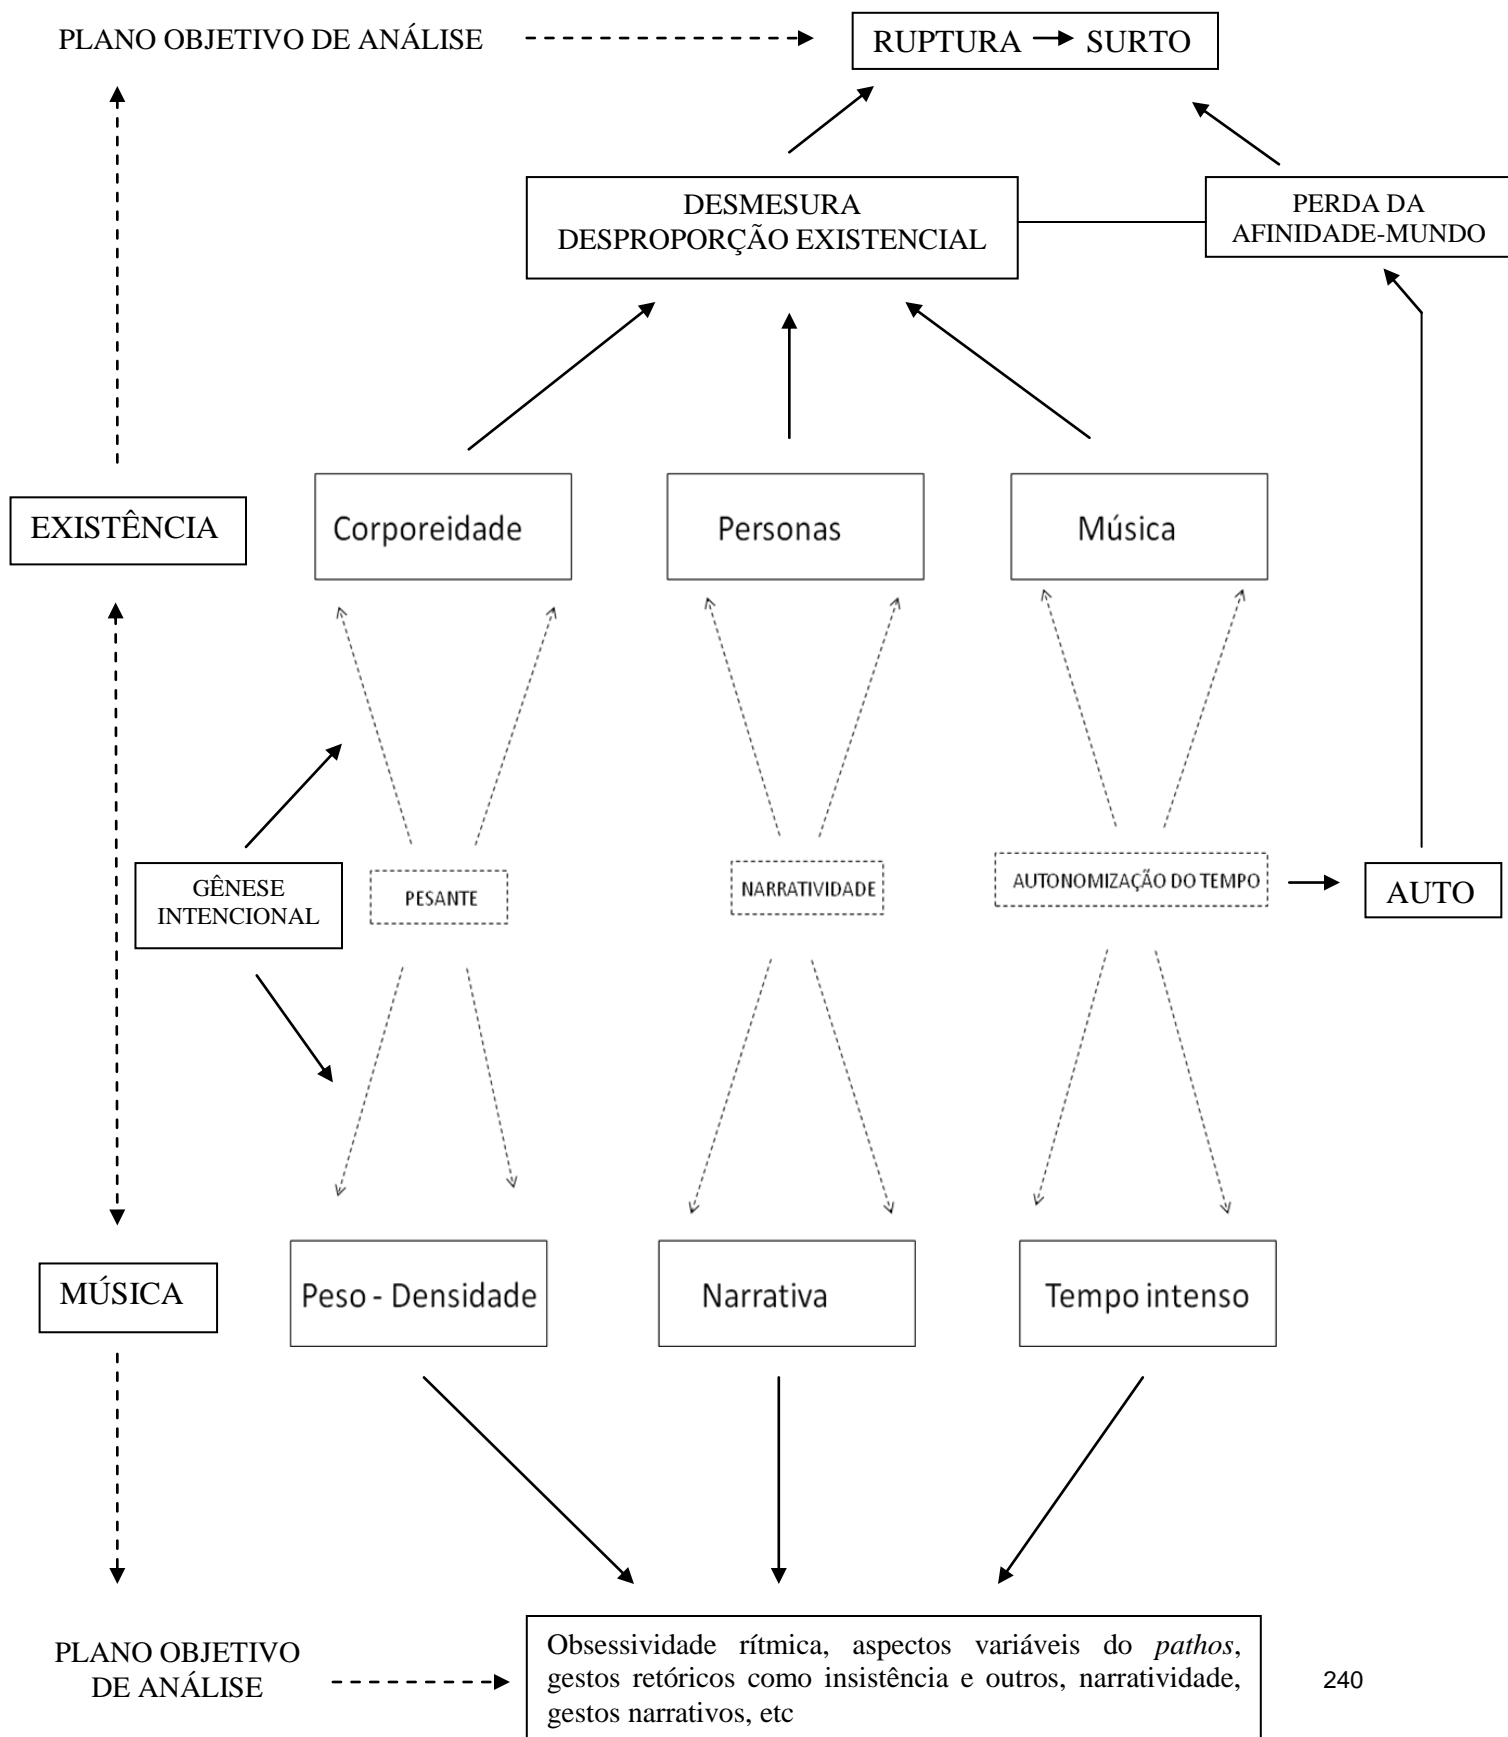 PLANO OBJETIVO DE ANÁLISE
RUPTURA SURTO
DESMESURA
DESPROPORÇÃO EXISTENCIAL
PERDA DA
AFINIDADE-MUNDO
EXISTÊNCIA
Corporeidade
Personas
Música
GÊNESE
INTENCIONAL
PESANTE
NARRATIVIDADE
AUTONOMIZAÇÃO DO TEMPO
AUTO
MÚSICA
Peso - Densidade
Narrativa
Tempo intenso
PLANO OBJETIVO
DE ANÁLISE
Obsessividade rítmica, aspectos variáveis do pathos,
gestos retóricos como insistência e outros, narratividade,
gestos narrativos, etc
240